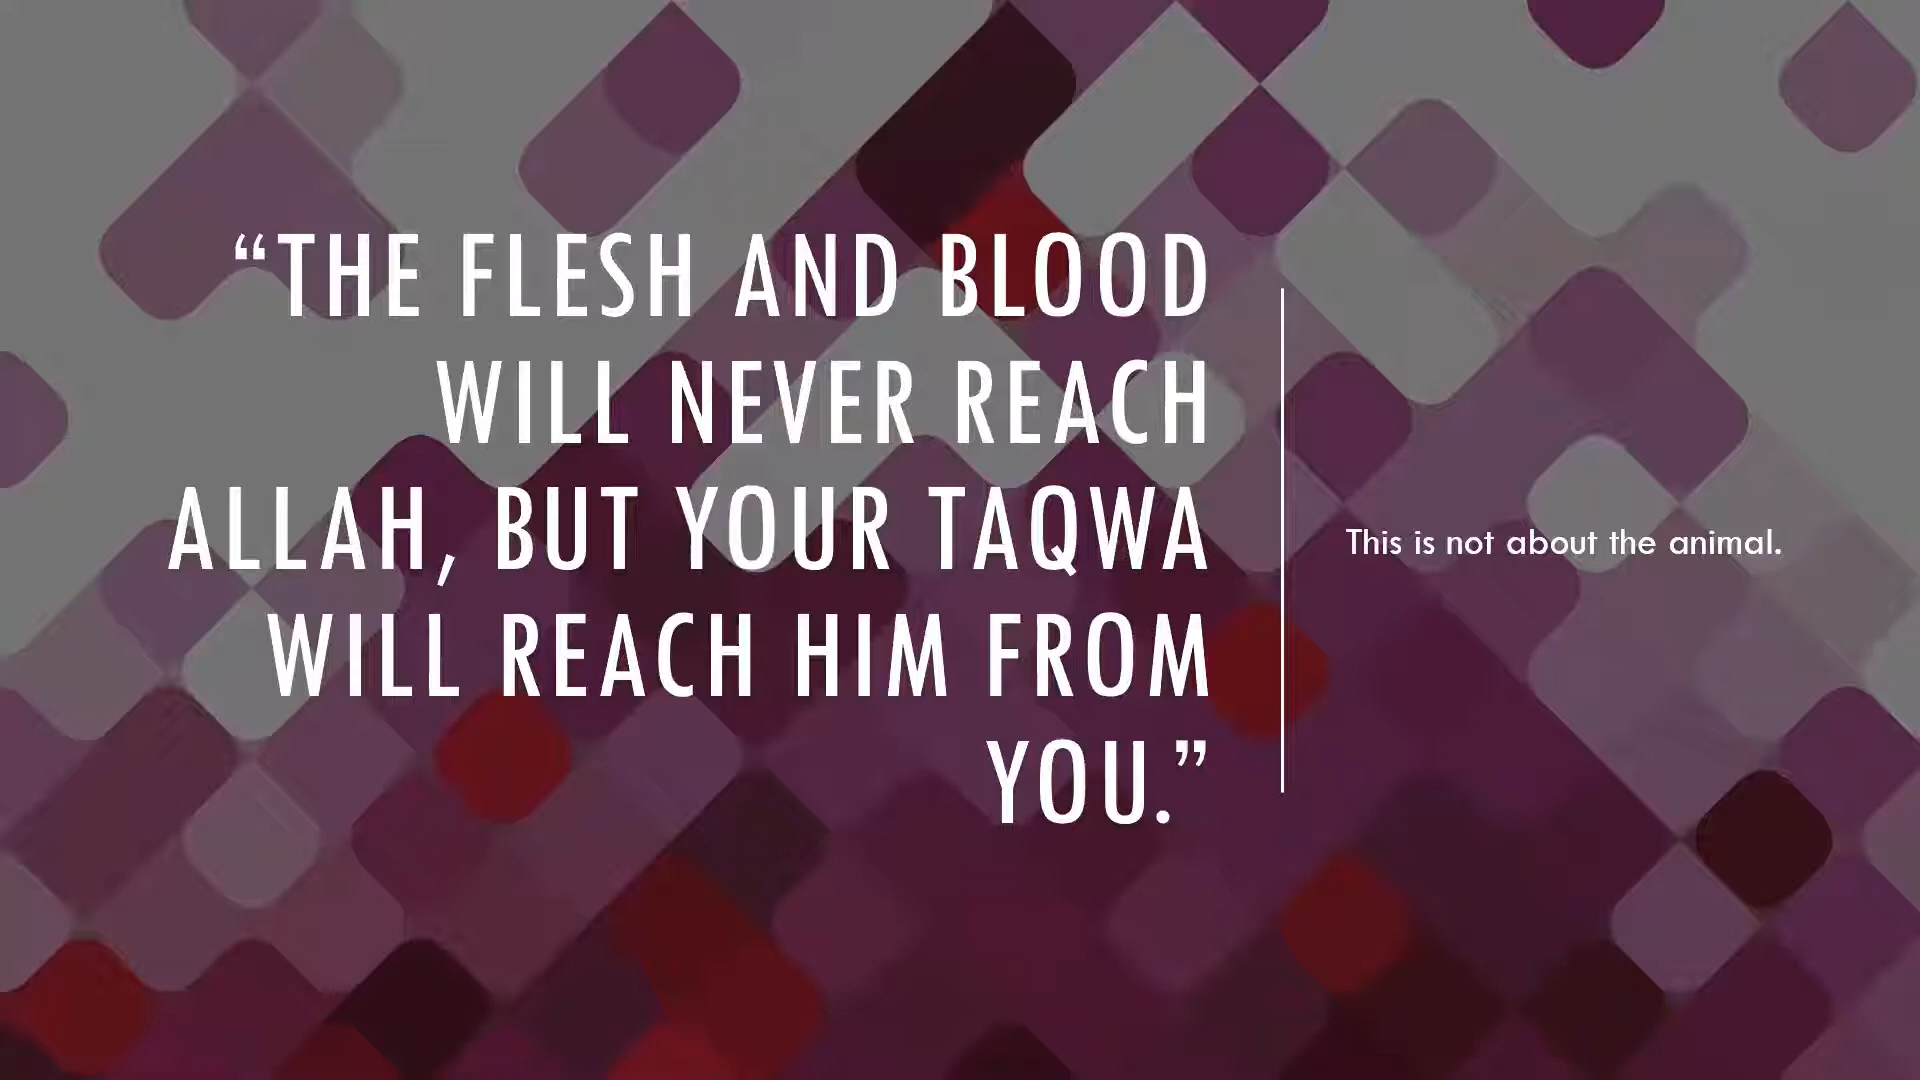 “THE FLESH AND BLOOD
WILL NEVER REACH
ALLAH, BUT YOUR TAQWA
WILL REACH HIM FROM
YOU.”
This is not about the animal.